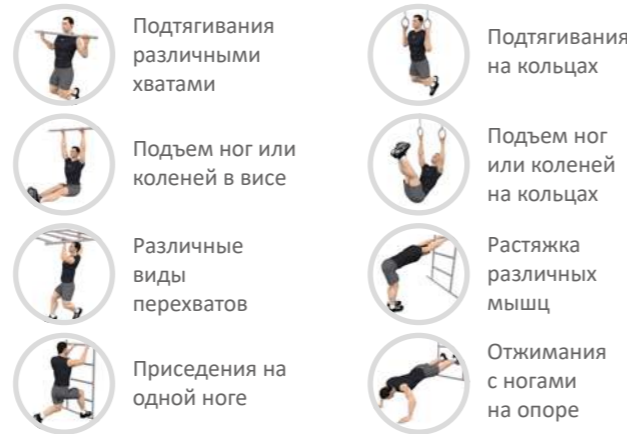 Подтягивания
различными
хватами
Подтягивания
на кольцах
Подъем ног или
коленей в висе
Подъем ног
или коленей
на кольцах
Различные
виды
перехватов
Растяжка
различных
мышц
Приседения на
одной ноге
Отжимания
с ногами
на опоре